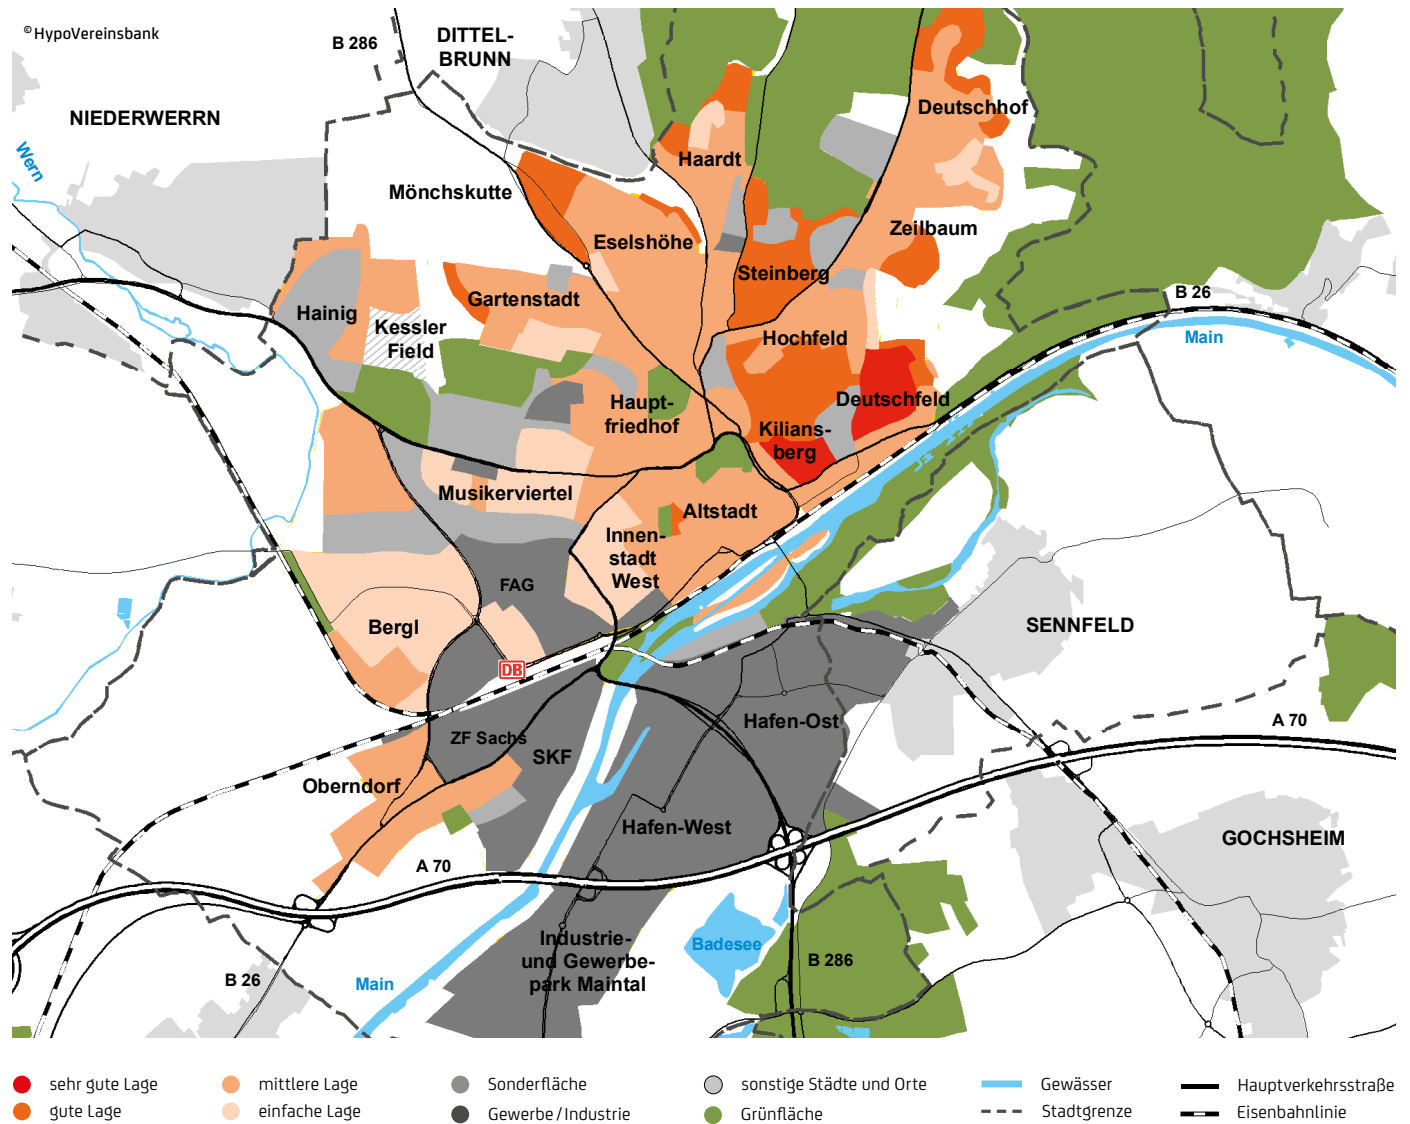 © HypoVereinsbank
B 286
DITTEL-
BRUNN
NIEDERWERRN
Wern
Mönchskutte
Haardt
Deutschhof
Eselshöhe
Zeilbaum
Steinberg
Gartenstadt
Hainig
Kessler
Field
Hochfeld
B 26
Main
Haupt-
friedhof
Deutschfeld
Kilians-
berg
Musikerviertel
Altstadt
Innen-
stadt
West
FAG
Bergl
DB
SENNFELD
ZF Sachs
SKF
Hafen-Ost
A 70
Oberndorf
Hafen-West
GOCHSHEIM
A 70
Industrie-
und Gewerbe-
park Maintal
Badesee
B 286
B 26
Main
sehr gute Lage
gute Lage
mittlere Lage
einfache Lage
Sonderfläche
Gewerbe/Industrie
sonstige Städte und Orte
Grünfläche
Gewässer
Stadtgrenze
Hauptverkehrsstraße
Eisenbahnlinie